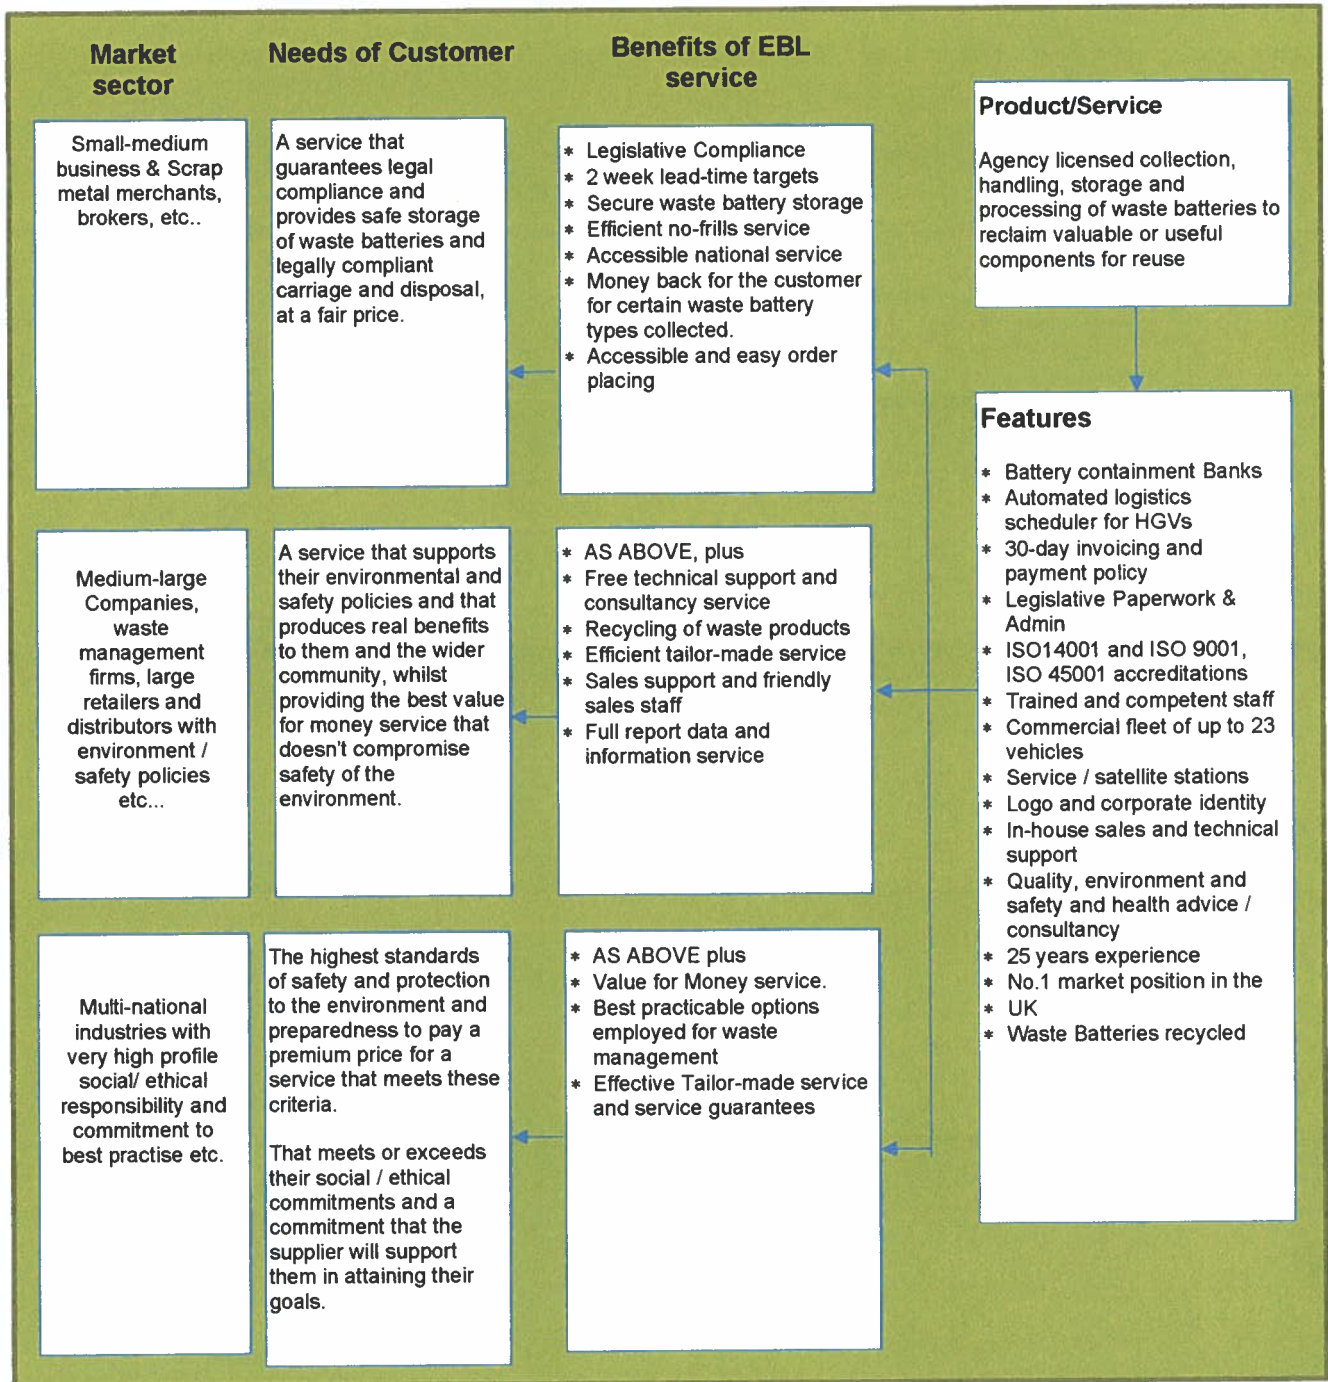 Market
sector
Needs of Customer
Benefits of EBL
service
Small-medium
business & Scrap
metal merchants,
brokers, etc..
A service that
guarantees legal
compliance and
provides safe storage
of waste batteries and
legally compliant
carriage and disposal,
at a fair price.
* Legislative Compliance
* 2 week lead-time targets
* Secure waste battery storage
* Efficient no-frills service
* Accessible national service
* Money back for the customer
for certain waste battery
types collected.
* Accessible and easy order
placing
Medium-large
Companies,
waste
management
firms, large
retailers and
distributors with
environment /
safety policies
etc...
A service that supports
their environmental and
safety policies and that
produces real benefits
to them and the wider
community, whilst
providing the best value
for money service that
doesn't compromise
safety of the
environment.
* AS ABOVE, plus
* Free technical support and
consultancy service
* Recycling of waste products
* Efficient tailor-made service
* Sales support and friendly
sales staff
* Full report data and
information service
Multi-national
industries with
very high profile
social/ ethical
responsibility and
commitment to
best practise etc.
The highest standards
of safety and protection
to the environment and
preparedness to pay a
premium price for a
service that meets these
criteria.
That meets or exceeds
their social / ethical
commitments and a
commitment that the
supplier will support
them in attaining their
goals.
* AS ABOVE plus
* Value for Money service.
* Best practicable options
employed for waste
management
* Effective Tailor-made service
and service guarantees
Product/Service
Agency licensed collection,
handling, storage and
processing of waste batteries to
reclaim valuable or useful
components for reuse
Features
* Battery containment Banks
* Automated logistics
scheduler for HGVs
* 30-day invoicing and
payment policy
* Legislative Paperwork &
Admin
* ISO14001 and ISO 9001,
ISO 45001 accreditations
* Trained and competent staff
* Commercial fleet of up to 23
vehicles
* Service / satellite stations
* Logo and corporate identity
* In-house sales and technical
support
* Quality, environment and
safety and health advice /
consultancy
* 25 years experience
* No.1 market position in the
* UK
* Waste Batteries recycled